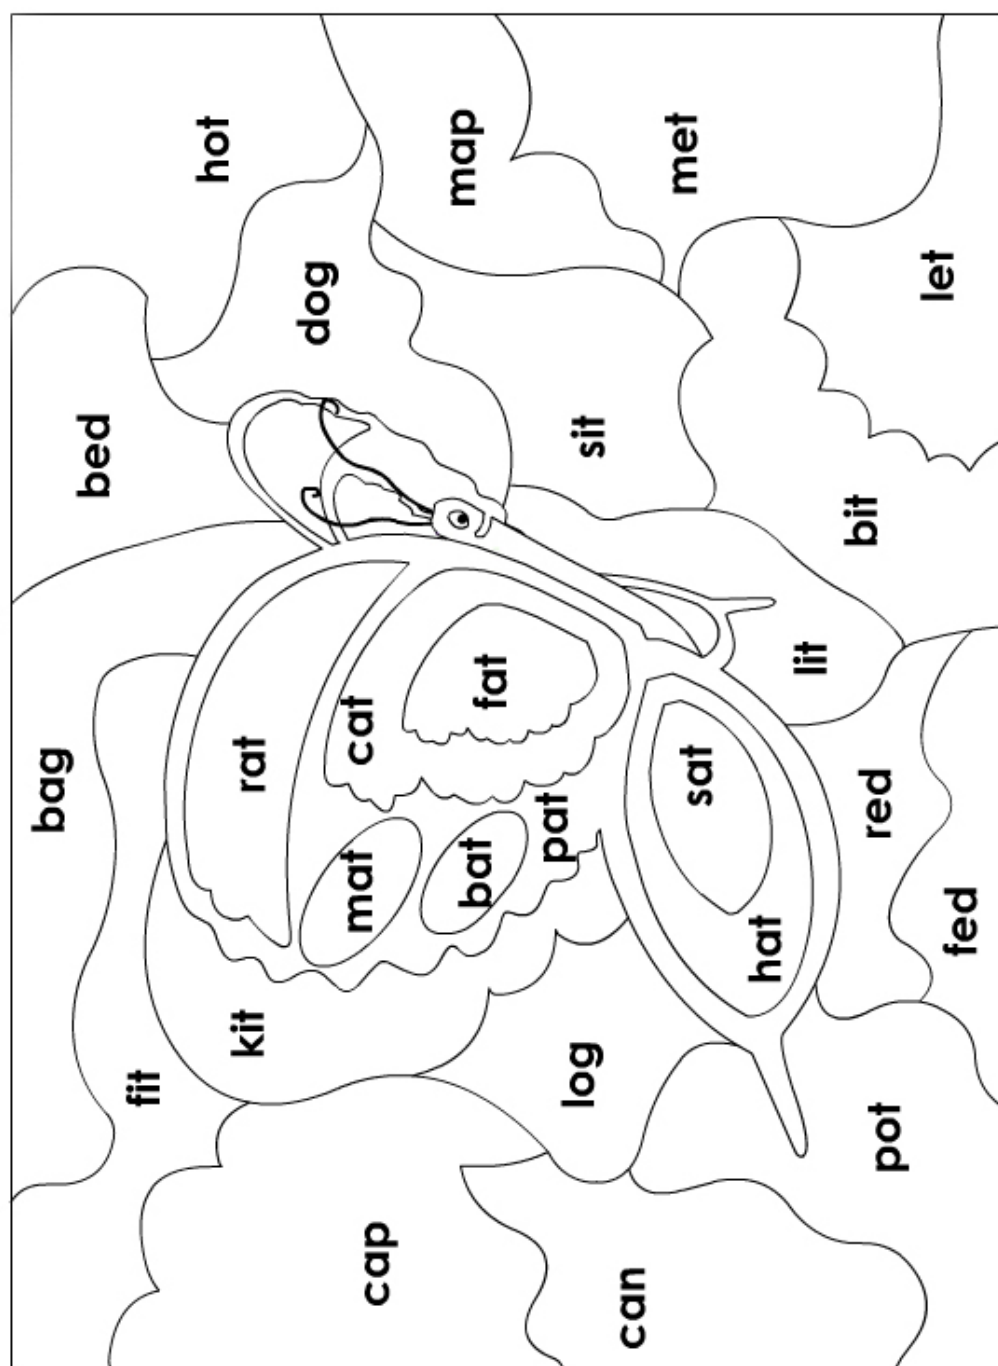 bag
bed
fit
hot
kit
rat
dog
cap
mat
cat
map
bat
fat
pat
log
sit
can
sat
met
hat
lit
bit
pot
red
let
fed